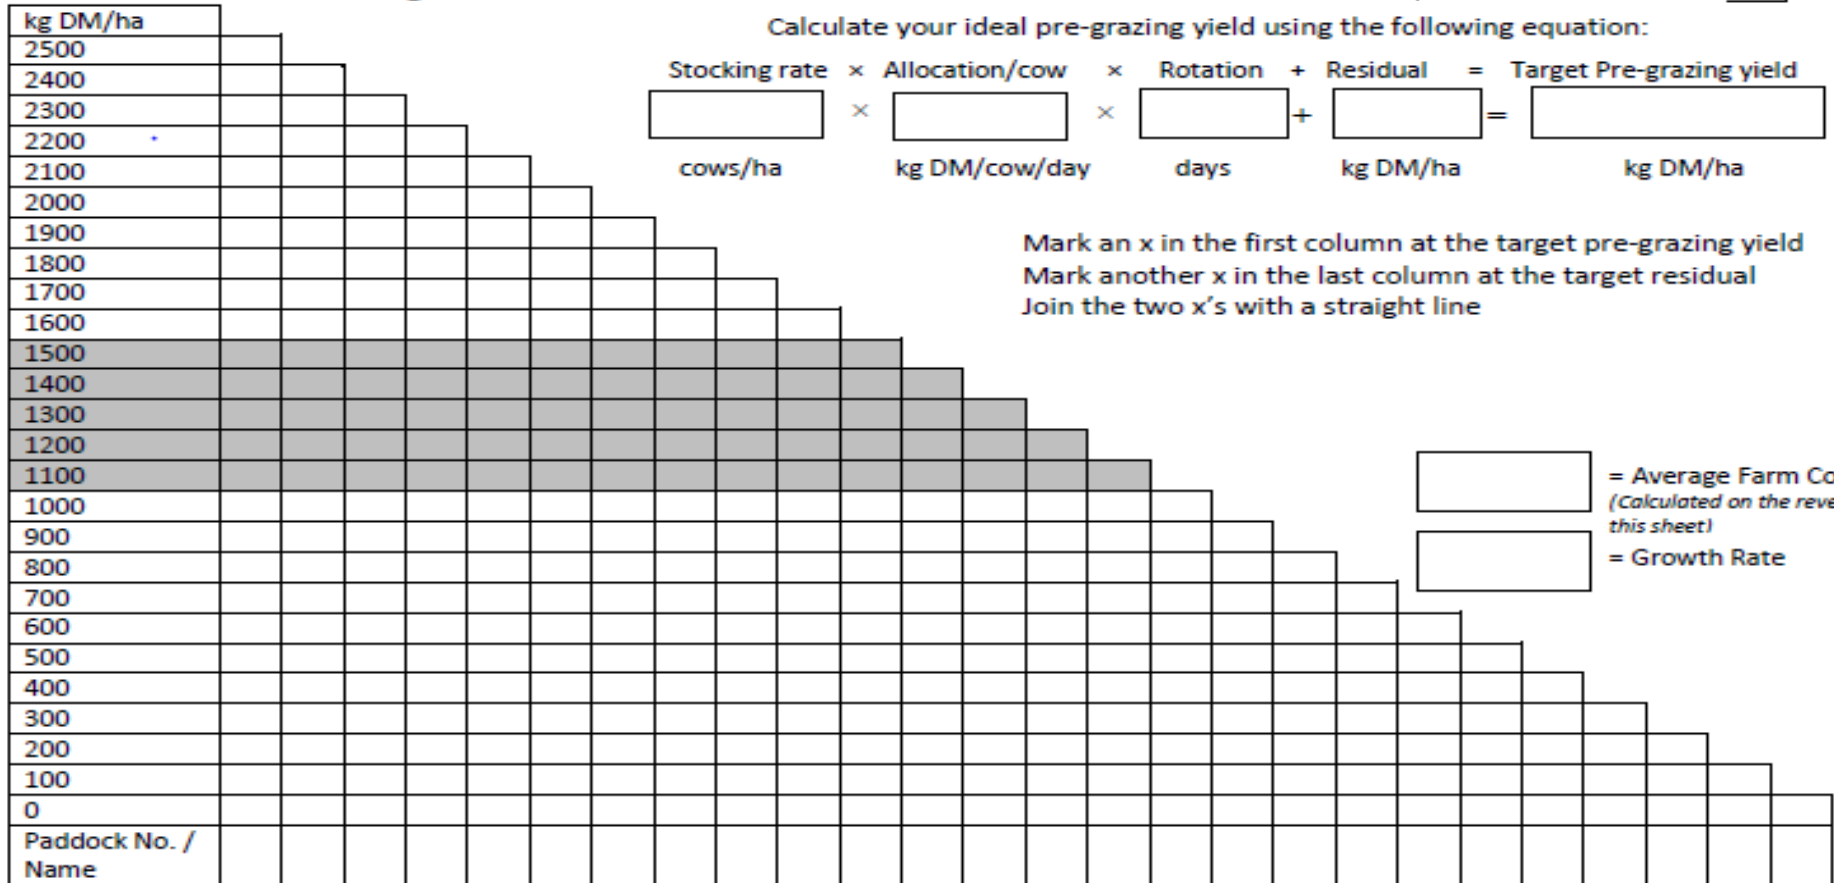 kg DM/ha
2500
2400
2300
2200
2100
2000
1900
1800
1700
1600
1500
1400
1300
1200
1100
1000
900
800
700
600
500
400
300
200
100
0
Paddock No. /
Name
Calculate your ideal pre-grazing yield using the following equation:
Stocking rate × Allocation/cow × Rotation + Residual = Target Pre-grazing yield
× × + =
cows/ha kg DM/cow/day days kg DM/ha kg DM/ha
Mark an x in the first column at the target pre-grazing yield
Mark another x in the last column at the target residual
Join the two x's with a straight line
= Average Farm
(Calculated on the
this sheet)
= Growth Rate